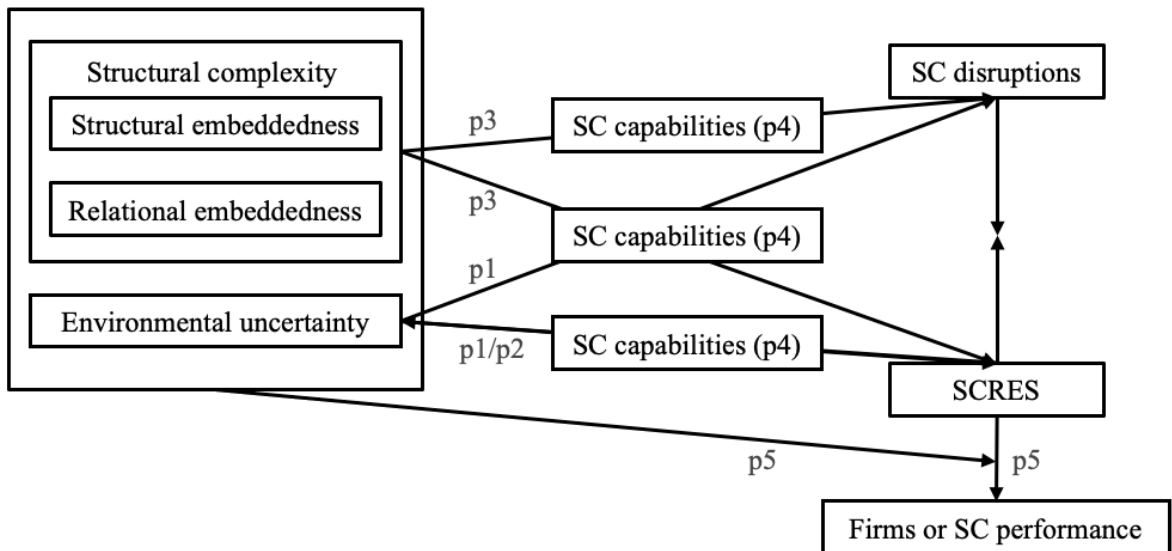 Structural complexity
Structural embeddedness
Relational embeddedness
Environmental uncertainty
p3
p3
p1
p1/p2
SC capabilities (p4)
SC capabilities (p4)
SC capabilities (p4)
SC disruptions
SCRES
p5
p5
Firms or SC performance